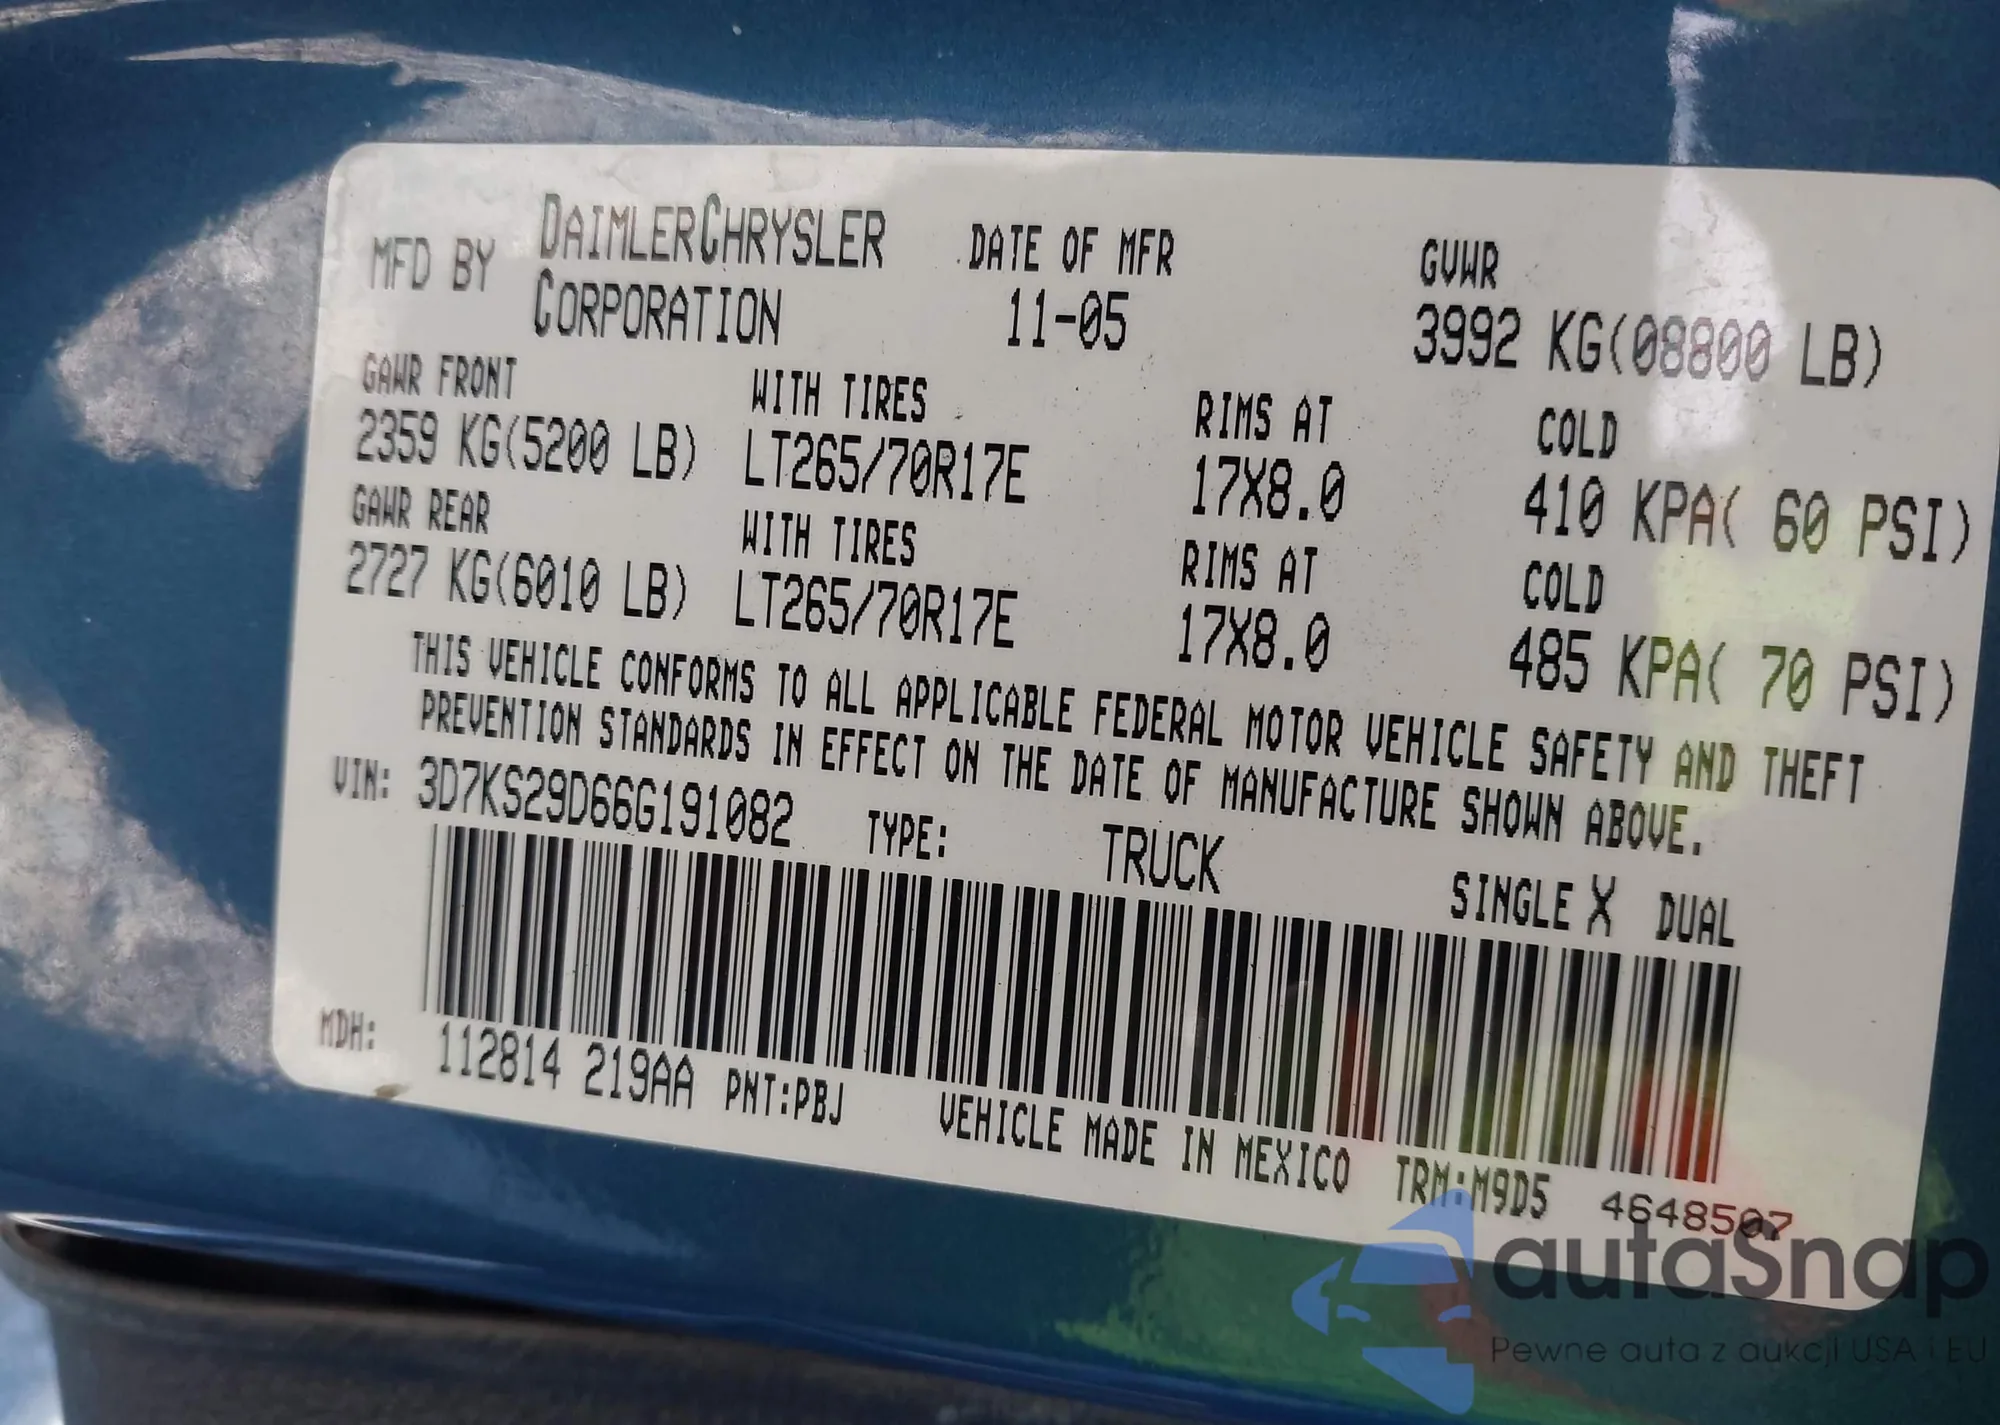 MFD BY DAIMLERCHRYSLER CORPORATION
DATE OF MFR
11-05
GVWR
3992 KG(08800 LB)
GAWR FRONT WITH TIRES RIMS AT COLD
2359 KG(5200 LB) LT265/70R17E 17X8.0 410 KPA( 60 PSI)
GAWR REAR WITH TIRES RIMS AT COLD
2727 KG(6010 LB) LT265/70R17E 17X8.0 485 KPA( 70 PSI)
THIS VEHICLE CONFORMS TO ALL APPLICABLE FEDERAL MOTOR VEHICLE SAFETY AND THEFT
PREVENTION STANDARDS IN EFFECT ON THE DATE OF MANUFACTURE SHOWN ABOVE.
VIN: 3D7KS29D66G191082 TYPE: TRUCK SINGLE X DUAL
MDH: 112814 219AA PNT:PBJ VEHICLE MADE IN MEXICO TRM:M9D5 4648507
autaSnap
Pewne auta z aukcji USA i EU